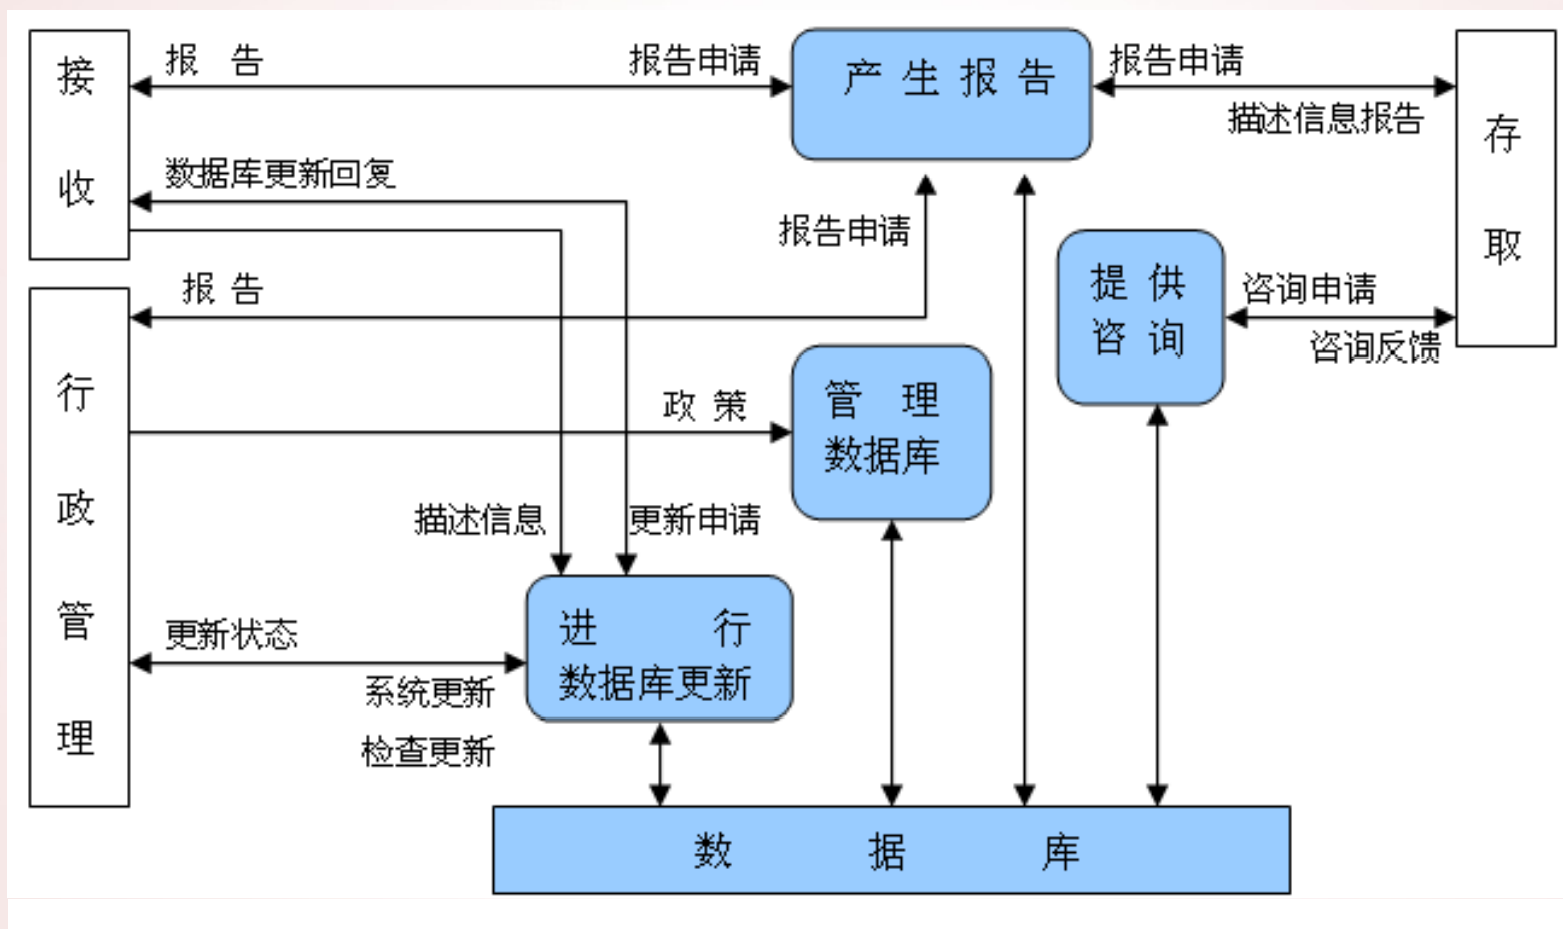 接收
报 告
报告申请
产生报告
报告申请
描述信息报告
存取
数据库更新回复
报告申请
提供
咨询
咨询申请
咨询反馈
报 告
行政管理
政 策
管 理
数据库
描述信息
更新申请
进 行
数据库更新
更新状态
系统更新
检查更新
数 据 库